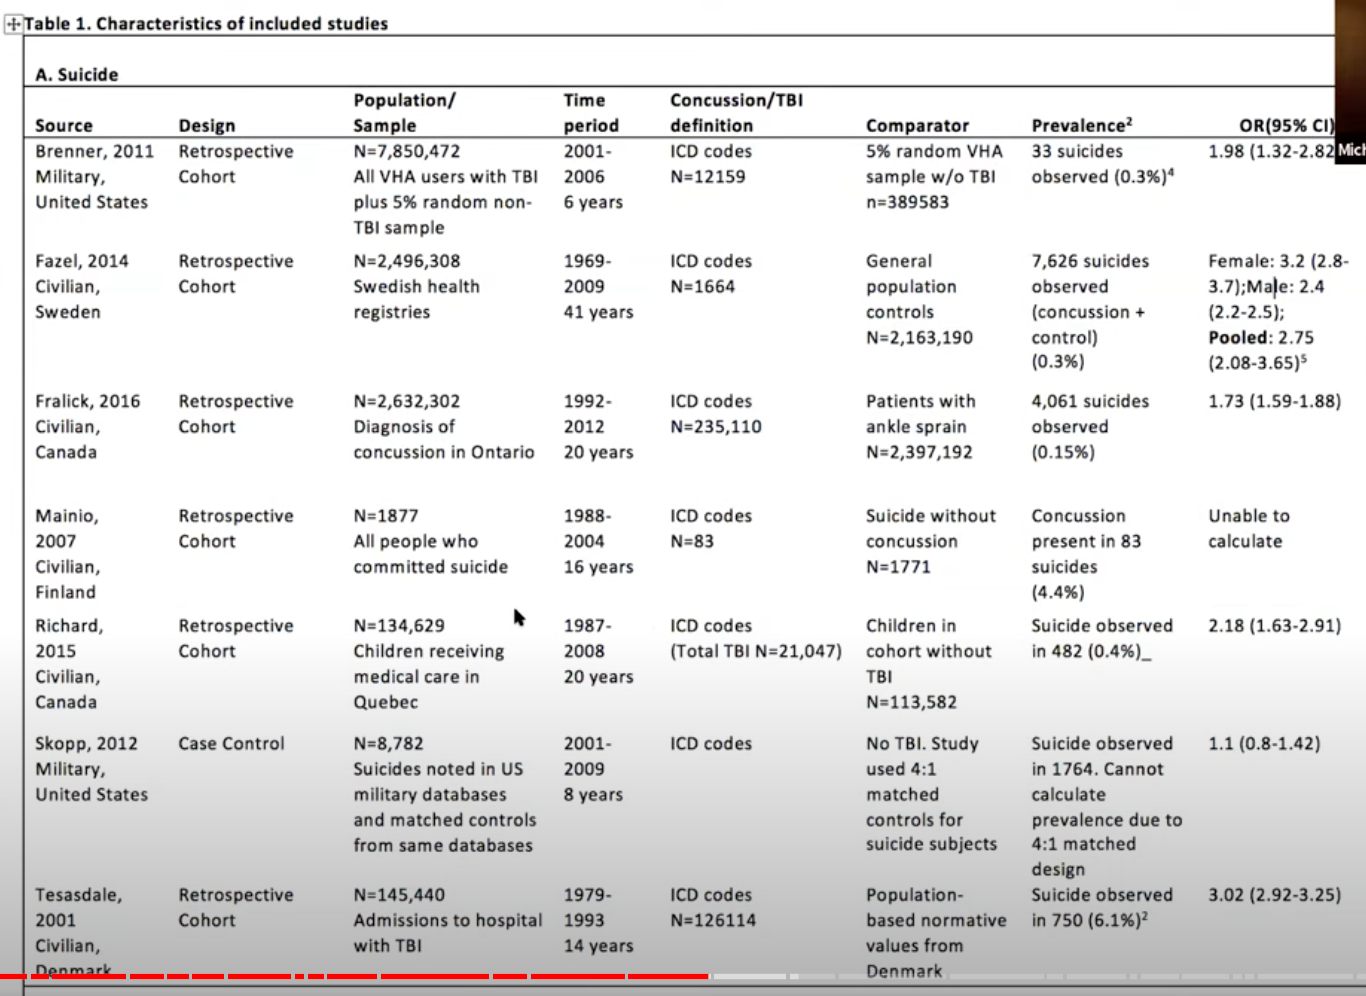 Table 1. Characteristics of included studies
A. Suicide
Source Design Population/ Sample Time period Concussion/TBI definition Comparator Prevalence² OR(95% CI)
Mich
Brenner, 2011 Retrospective N=7,850,472 2001- ICD codes 5% random VHA 33 suicides 1.98 (1.32-2.82
Military, Cohort All VHA users with TBI 2006 N=12159 sample w/o TBI observed (0.3%)⁴
United States plus 5% random non- 6 years n=389583
TBI sample
Fazel, 2014 Retrospective N=2,496,308 1969- ICD codes General 7,626 suicides Female: 3.2 (2.8-
Civilian, Cohort Swedish health 2009 N=1664 population observed 3.7);Male: 2.4
Sweden registries 41 years controls (concussion + (2.2-2.5);
N=2,163,190 control) Pooled: 2.75
(0.3%) (2.08-3.65)⁵
Fralick, 2016 Retrospective N=2,632,302 1992- ICD codes Patients with 4,061 suicides 1.73 (1.59-1.88)
Civilian, Cohort Diagnosis of 2012 N=235,110 ankle sprain observed
Canada concussion in Ontario 20 years N=2,397,192 (0.15%)
Mainio, Retrospective N=1877 1988- ICD codes Suicide without Concussion Unable to
2007 Cohort All people who 2004 N=83 concussion present in 83 calculate
Civilian, committed suicide 16 years N=1771 suicides
Finland (4.4%)
Richard, Retrospective N=134,629 1987- ICD codes Children in Suicide observed 2.18 (1.63-2.91)
2015 Cohort Children receiving 2008 (Total TBI N=21,047) cohort without in 482 (0.4%)_
Civilian, medical care in 20 years TBI
Canada Quebec N=113,582
Skopp, 2012 Case Control N=8,782 2001- ICD codes No TBI. Study Suicide observed 1.1 (0.8-1.42)
Military, Suicides noted in US 2009 used 4:1 in 1764. Cannot
United States military databases 8 years matched calculate
and matched controls controls for prevalence due to
from same databases suicide subjects 4:1 matched
design
Tesasdale, Retrospective N=145,440 1979- ICD codes Population- Suicide observed 3.02 (2.92-3.25)
2001 Cohort Admissions to hospital 1993 N=126114 based normative in 750 (6.1%)²
Civilian, with TBI 14 years values from
Denmark Denmark